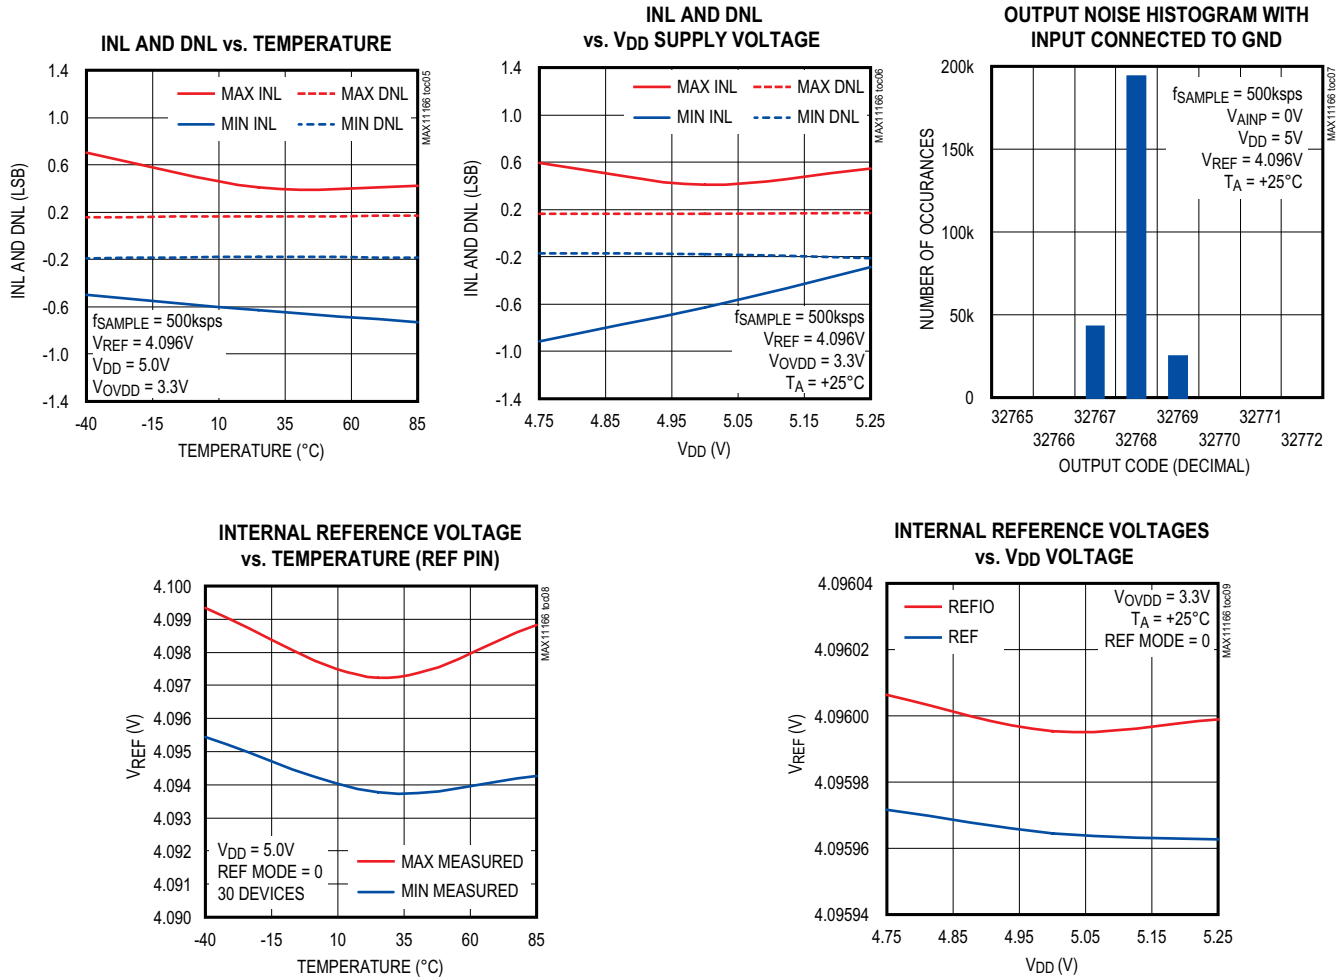 INL AND DNL vs. TEMPERATURE
1.4
1.0
0.6
0.2
-0.2
-0.6
-1.0
-1.4
INL AND DNL (LSB)
MAX INL
MAX DNL
MIN INL
MIN DNL
MAX11166 toc05
fSAMPLE = 500ksps
VREF = 4.096V
VDD = 5.0V
VOVDD = 3.3V
-40 -15 10 35 60 85
TEMPERATURE (°C)
INL AND DNL
vs. VDD SUPPLY VOLTAGE
1.4
1.0
0.6
0.2
-0.2
-0.6
-1.0
-1.4
INL AND DNL (LSB)
MAX INL
MAX DNL
MIN INL
MIN DNL
MAX11166 toc06
fSAMPLE = 500ksps
VREF = 4.096V
VOVDD = 3.3V
TA = +25°C
4.75 4.85 4.95 5.05 5.15 5.25
VDD (V)
OUTPUT NOISE HISTOGRAM WITH
INPUT CONNECTED TO GND
200k
150k
100k
50k
0
NUMBER OF OCCURANCES
fSAMPLE = 500ksps
VAINP = 0V
VDD = 5V
VREF = 4.096V
TA = +25°C
MAX11166 toc07
32765 32767 32769 32771
32766 32768 32770 32772
OUTPUT CODE (DECIMAL)
INTERNAL REFERENCE VOLTAGE
vs. TEMPERATURE (REF PIN)
4.100
4.099
4.098
4.097
4.096
4.095
4.094
4.093
4.092
4.091
4.090
VREF (V)
MAX11166 toc08
VDD = 5.0V
REF MODE = 0
30 DEVICES
MAX MEASURED
MIN MEASURED
-40 -15 10 35 60 85
TEMPERATURE (°C)
INTERNAL REFERENCE VOLTAGES
vs. VDD VOLTAGE
4.09604
4.09602
4.09600
4.09598
4.09596
4.09594
VREF (V)
REFIO
REF
VOVDD = 3.3V
TA = +25°C
REF MODE = 0
MAX11166 toc09
4.75 4.85 4.95 5.05 5.15 5.25
VDD (V)